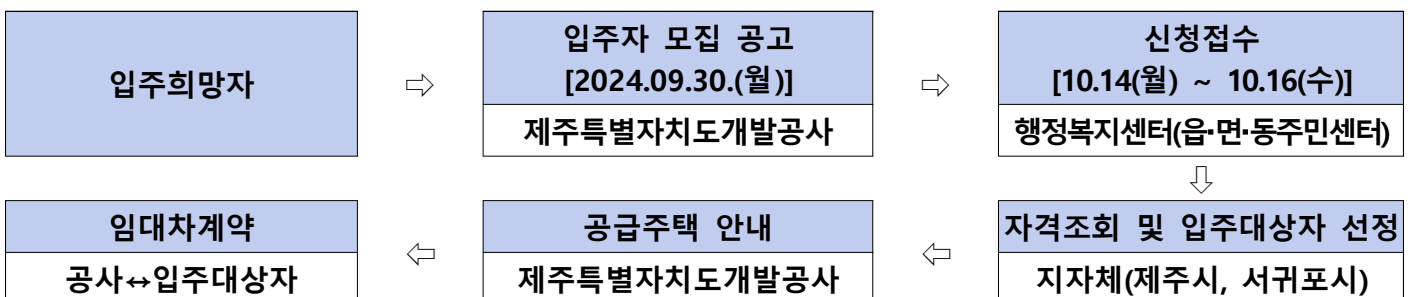 입주희망자
⇨
입주자 모집 공고
[2024.09.30.(월)]
제주특별자치도개발공사
⇨
신청접수
[10.14(월) ~ 10.16(수)]
행정복지센터(읍·면·동주민센터)
⇩
자격조회 및 입주대상자 선정
지자체(제주시, 서귀포시)
⇦
공급주택 안내
제주특별자치도개발공사
⇦
임대차계약
공사↔입주대상자